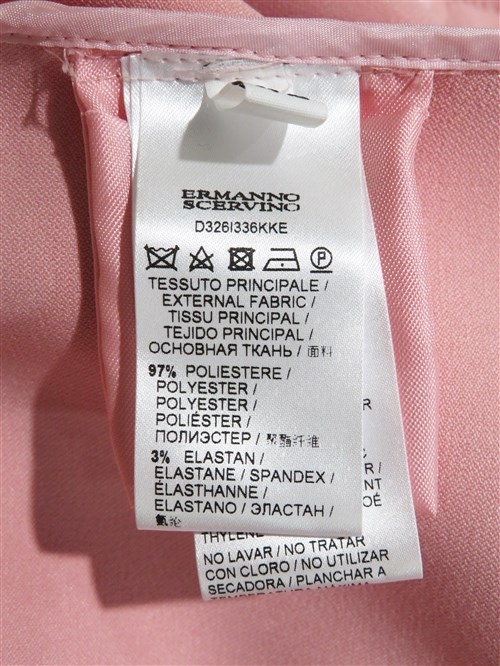 ERMANNO
SCERVINO
D326I336KKE
P
TESSUTO PRINCIPALE /
EXTERNAL FABRIC /
TISSU PRINCIPAL /
TEJIDO PRINCIPAL /
ОСНОВНАЯ ТКАНЬ / 面料
97% POLIESTERE /
POLYESTER /
POLYESTER /
POLIÉSTER /
ПОЛИЭСТЕР / 聚酯纤维
3% ELASTAN /
ELASTANE / SPANDEX /
ÉLASTHANNE /
ELASTANO / ЭЛАСТАН /
氨纶
THYLENE
NO LAVAR / NO TRATAR
CON CLORO / NO UTILIZAR
SECADORA / PLANCHAR A